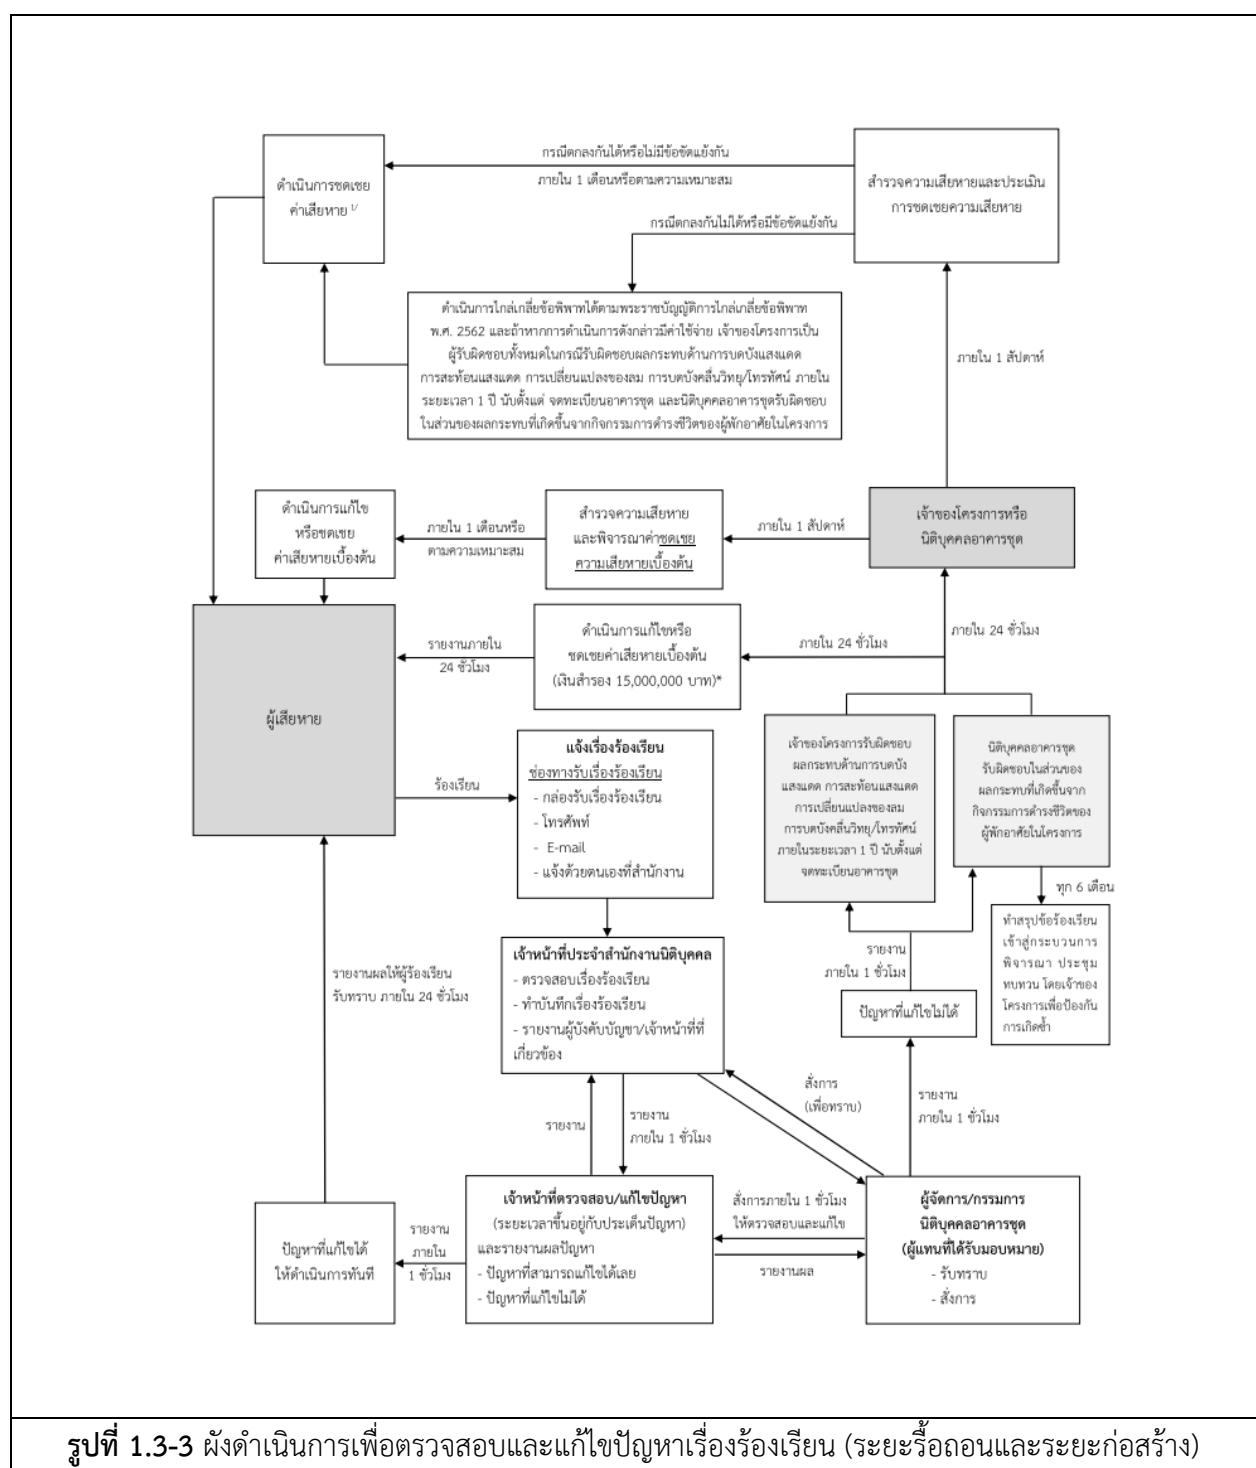 กรณีตกลงกันได้หรือไม่มีข้อขัดแย้งกัน
ภายใน 1 เดือนหรือตามความเหมาะสม
ดำเนินการชดเชย
ค่าเสียหาย 1/
สำรวจความเสียหายและประเมิน
การชดเชยความเสียหาย
กรณีตกลงกันไม่ได้หรือมีข้อขัดแย้งกัน
ดำเนินการไกล่เกลี่ยข้อพิพาทได้ตามพระราชบัญญัติการไกล่เกลี่ยข้อพิพาท
พ.ศ. 2562 และถ้าหากการดำเนินการดังกล่าวมีค่าใช้จ่าย เจ้าของโครงการเป็น
ผู้รับผิดชอบทั้งหมดในกรณีรับผิดชอบผลกระทบด้านการบดบังแสงแดด
การสะท้อนแสงแดด การเปลี่ยนแปลงของลม การบดบังคลื่นวิทยุ/โทรทัศน์ ภายใน
ระยะเวลา 1 ปี นับตั้งแต่ จดทะเบียนอาคารชุด และนิติบุคคลอาคารชุดรับผิดชอบ
ในส่วนของผลกระทบที่เกิดขึ้นจากกิจกรรมการดำรงชีวิตของผู้พักอาศัยในโครงการ
ภายใน 1 สัปดาห์
ดำเนินการแก้ไข
หรือชดเชย
ค่าเสียหายเบื้องต้น
ภายใน 1 เดือนหรือ
ตามความเหมาะสม
สำรวจความเสียหาย
และพิจารณาค่าชดเชย
ความเสียหายเบื้องต้น
ภายใน 1 สัปดาห์
เจ้าของโครงการหรือ
นิติบุคคลอาคารชุด
ผู้เสียหาย
รายงานภายใน
24 ชั่วโมง
ดำเนินการแก้ไขหรือ
ชดเชยค่าเสียหายเบื้องต้น
(เงินสำรอง 15,000,000 บาท)*
ภายใน 24 ชั่วโมง
ภายใน 24 ชั่วโมง
ร้องเรียน
แจ้งเรื่องร้องเรียน
ช่องทางรับเรื่องร้องเรียน
- กล่องรับเรื่องร้องเรียน
- โทรศัพท์
- E-mail
- แจ้งด้วยตนเองที่สำนักงาน
เจ้าของโครงการรับผิดชอบ
ผลกระทบด้านการบดบัง
แสงแดด การสะท้อนแสงแดด
การเปลี่ยนแปลงของลม
การบดบังคลื่นวิทยุ/โทรทัศน์
ภายในระยะเวลา 1 ปี นับตั้งแต่
จดทะเบียนอาคารชุด
นิติบุคคลอาคารชุด
รับผิดชอบในส่วนของ
ผลกระทบที่เกิดขึ้นจาก
กิจกรรมการดำรงชีวิตของ
ผู้พักอาศัยในโครงการ
ทุก 6 เดือน
ทำสรุปข้อร้องเรียน
เข้าสู่กระบวนการ
พิจารณา ประชุม
ทบทวน โดยเจ้าของ
โครงการเพื่อป้องกัน
การเกิดซ้ำ
รายงาน
ภายใน 1 ชั่วโมง
ปัญหาที่แก้ไขไม่ได้
รายงานผลให้ผู้ร้องเรียน
รับทราบ ภายใน 24 ชั่วโมง
เจ้าหน้าที่ประจำสำนักงานนิติบุคคล
- ตรวจสอบเรื่องร้องเรียน
- ทำบันทึกเรื่องร้องเรียน
- รายงานผู้บังคับบัญชา/เจ้าหน้าที่ที่
เกี่ยวข้อง
สั่งการ
(เพื่อทราบ)
รายงาน
ภายใน 1 ชั่วโมง
รายงาน
รายงาน
ภายใน 1 ชั่วโมง
ปัญหาที่แก้ไขได้
ให้ดำเนินการทันที
รายงาน
ภายใน
1 ชั่วโมง
เจ้าหน้าที่ตรวจสอบ/แก้ไขปัญหา
(ระยะเวลาขึ้นอยู่กับประเด็นปัญหา)
และรายงานผลปัญหา
- ปัญหาที่สามารถแก้ไขได้เลย
- ปัญหาที่แก้ไขไม่ได้
สั่งการภายใน 1 ชั่วโมง
ให้ตรวจสอบและแก้ไข
รายงานผล
ผู้จัดการ/กรรมการ
นิติบุคคลอาคารชุด
(ผู้แทนที่ได้รับมอบหมาย)
- รับทราบ
- สั่งการ
รูปที่ 1.3-3 ผังดำเนินการเพื่อตรวจสอบและแก้ไขปัญหาเรื่องร้องเรียน (ระยะรื้อถอนและระยะก่อสร้าง)